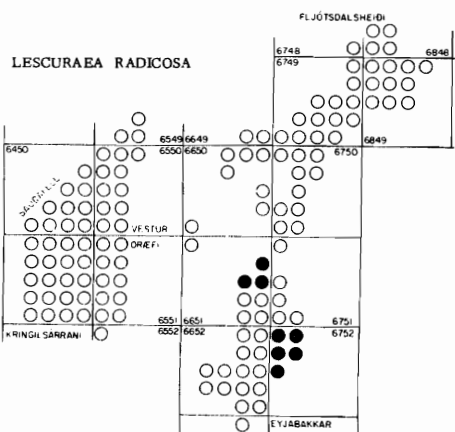 FLJÓTSDALSHEIÐI
LESCURAEA RADICOSA
6748 6848
6749
6549 6649
6450 6550 6650 6750 6849
VESTUR
ÖRÆFI
6551 6651 6751
KRINGILSÁRRANI 6552 6652 6752
EYJABAKKAR